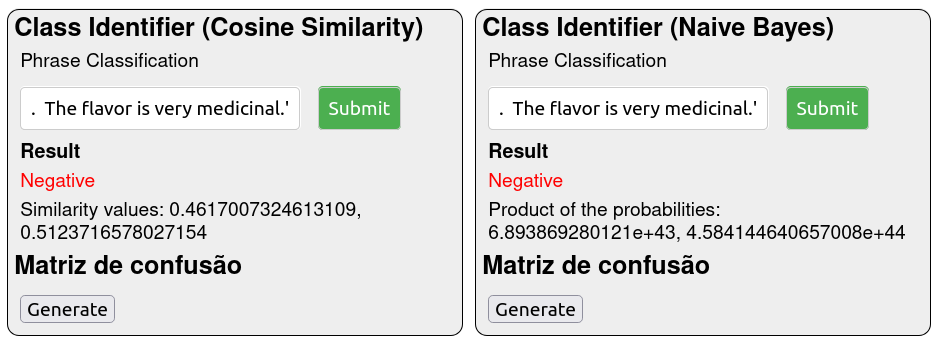 Class Identifier (Cosine Similarity)
Phrase Classification
. The flavor is very medicinal.'
Submit
Result
Negative
Similarity values: 0.4617007324613109,
0.5123716578027154
Matriz de confusão
Generate
Class Identifier (Naive Bayes)
Phrase Classification
. The flavor is very medicinal.'
Submit
Result
Negative
Product of the probabilities:
6.893869280121e+43, 4.584144640657008e+44
Matriz de confusão
Generate